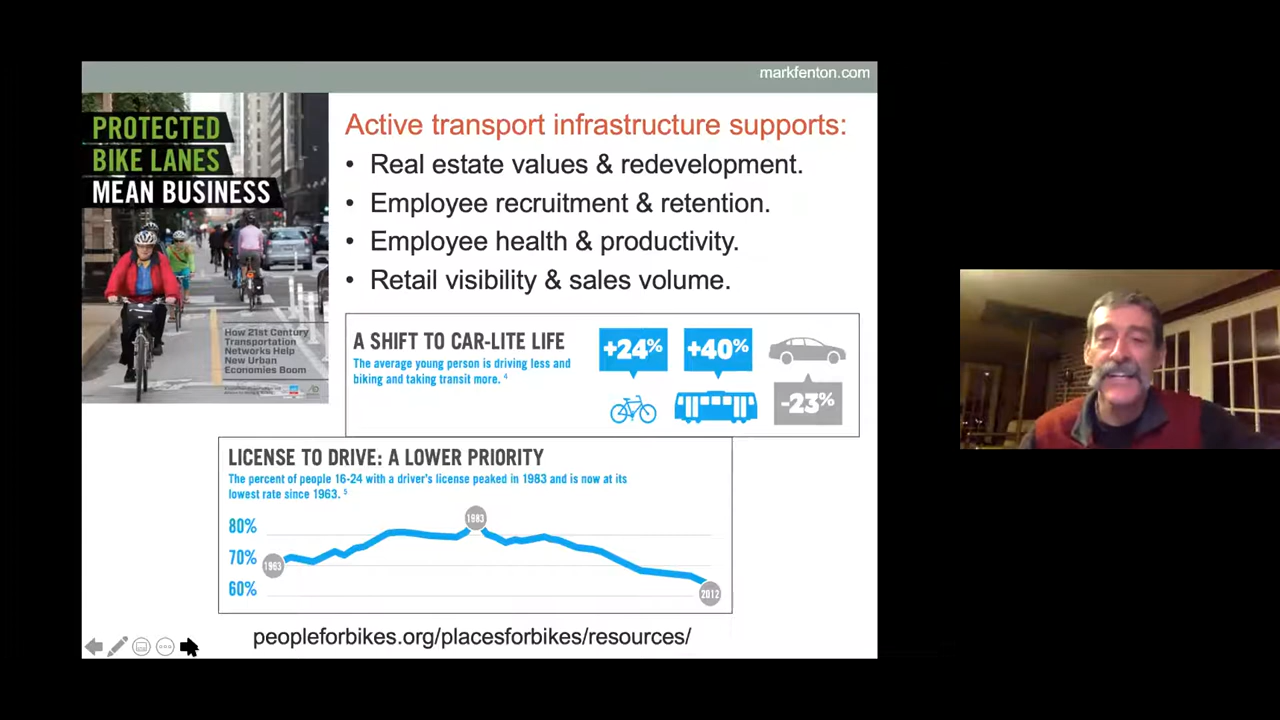 markfenton.com
PROTECTED
BIKE LANES
MEAN BUSINESS
How 21st Century
Transportation
Networks Help
New Urban
Economies Boom
Active transport infrastructure supports:
• Real estate values & redevelopment.
• Employee recruitment & retention.
• Employee health & productivity.
• Retail visibility & sales volume.
A SHIFT TO CAR-LITE LIFE
The average young person is driving less and
biking and taking transit more. 4
+24%
+40%
-23%
LICENSE TO DRIVE: A LOWER PRIORITY
The percent of people 16-24 with a driver's license peaked in 1983 and is now at its
lowest rate since 1963. 5
80%
70%
60%
1963
1983
2012
peopleforbikes.org/placesforbikes/resources/